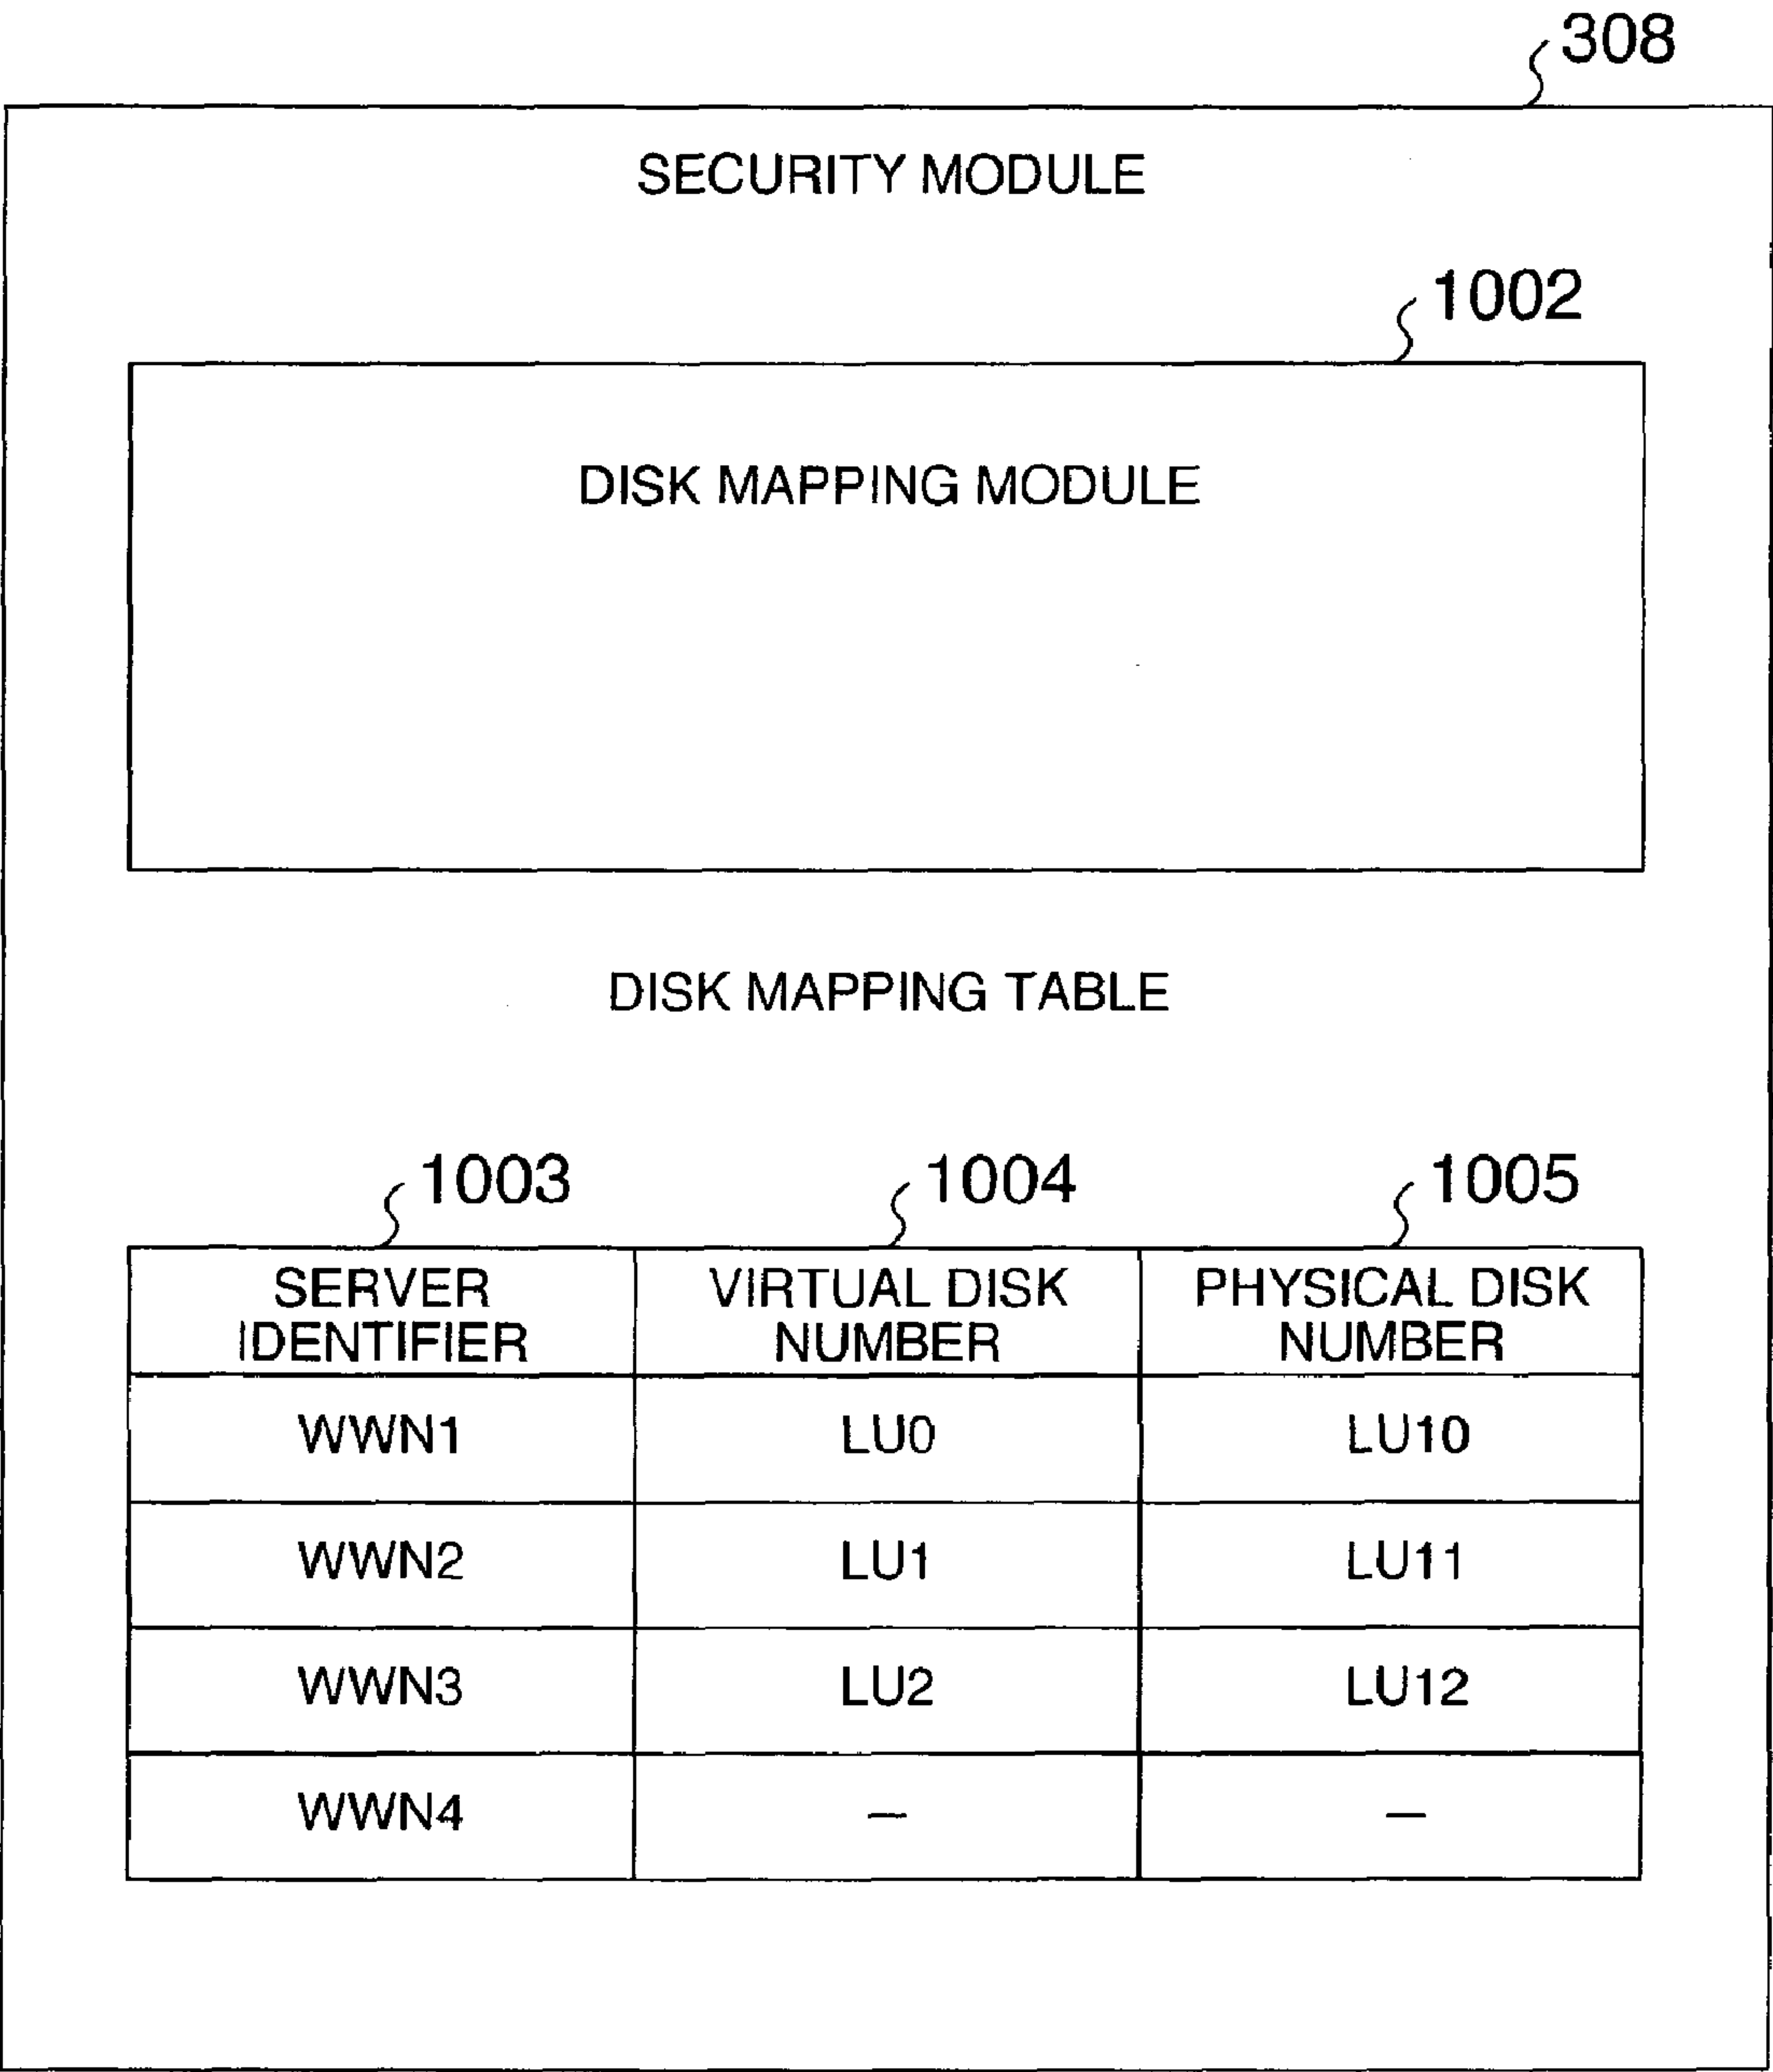 308
SECURITY MODULE
1002
DISK MAPPING MODULE
DISK MAPPING TABLE
1003 1004 1005
SERVER IDENTIFIER VIRTUAL DISK NUMBER PHYSICAL DISK NUMBER
WWN1 LU0 LU10
WWN2 LU1 LU11
WWN3 LU2 LU12
WWN4 — —